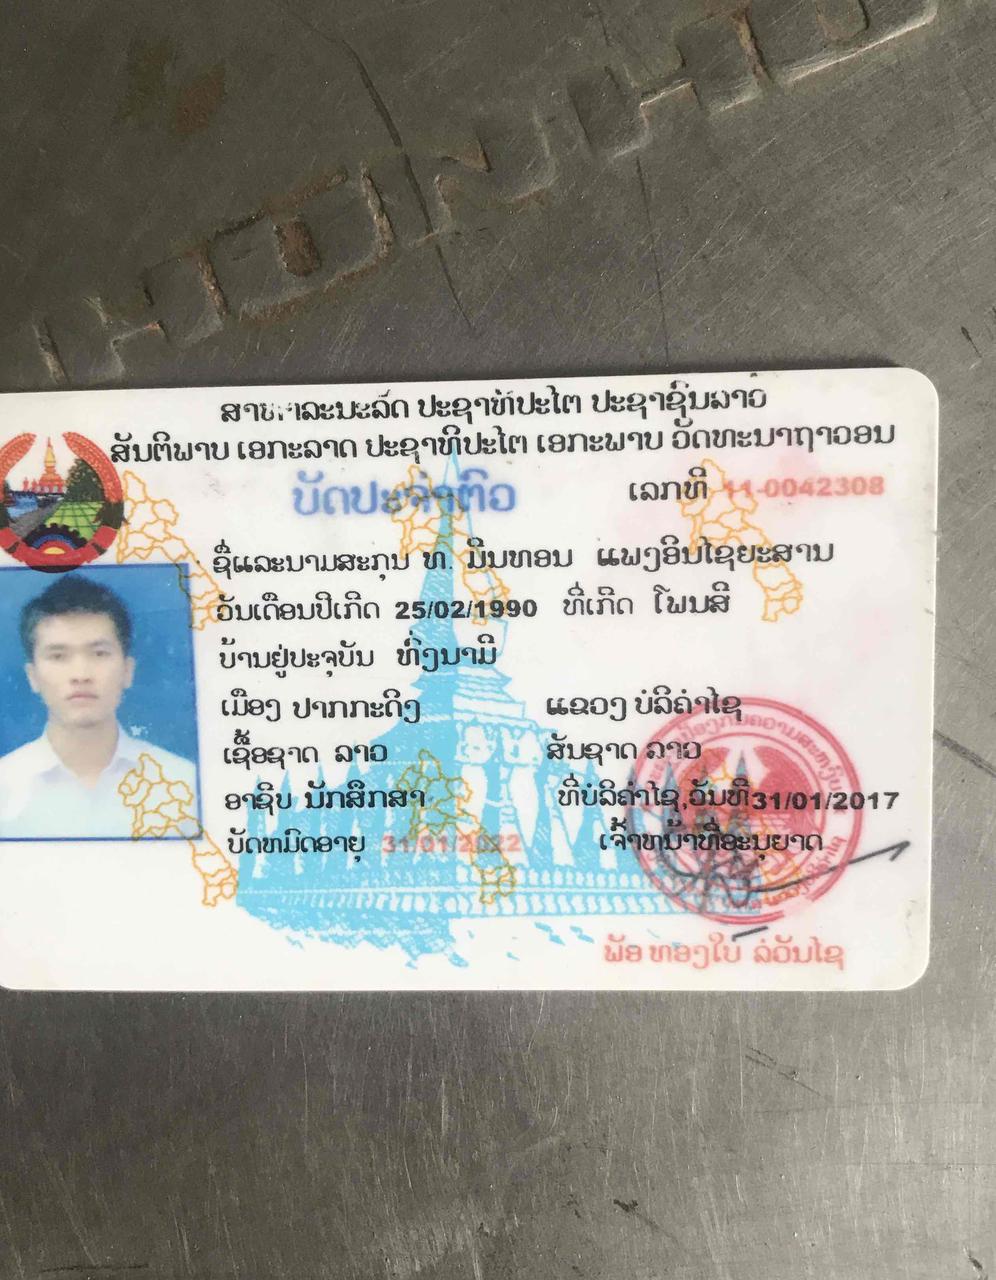 ສາທາລະນະລັດ ປະຊາທິປະໄຕ ປະຊາຊົນລາວ
ສັນຕິພາບ ເອກະລາດ ປະຊາທິປະໄຕ ເອກະພາບ ວັດທະນາຖາວອນ
ບັດປະຈຳຕົວ ເລກທີ 11-0042308
ຊື່ແລະນາມສະກຸນ ທ. ມືນທອນ ແພງອິນໄຊຍະສານ
ວັນເດືອນປີເກີດ 25/02/1990 ທີ່ເກີດ ໂພນສີ
ບ້ານຢູ່ປະຈຸບັນ ທົ່ງນາມີ
ເມືອງ ປາກກະດິງ ແຂວງ ບໍລິຄຳໄຊ
ເຊື້ອຊາດ ລາວ ສັນຊາດ ລາວ
ອາຊີບ ນັກສຶກສາ ທີ່ບໍລິຄຳໄຊ,ວັນທີ31/01/2017
ບັດຫມົດອາຍຸ 31/01/2022 ເຈົ້າຫນ້າທີ່ອະນຸຍາດ
ພັອ ທອງໃບ ລໍວັນໄຊ